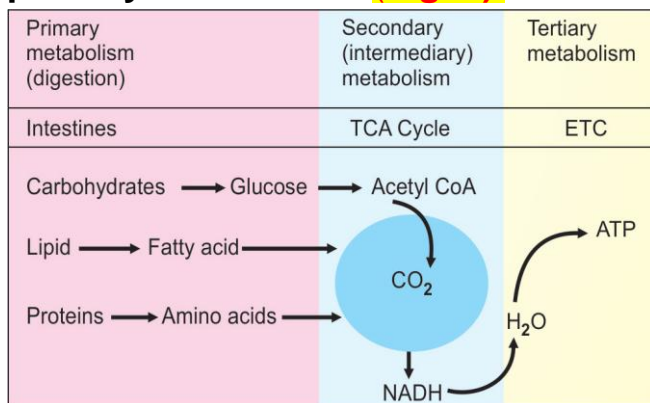 Primary
metabolism
(digestion)
Secondary
(intermediary)
metabolism
Tertiary
metabolism
Intestines
TCA Cycle
ETC
Carbohydrates → Glucose → Acetyl CoA
Lipid → Fatty acid →
Proteins → Amino acids →
CO₂
NADH
H₂O
ATP